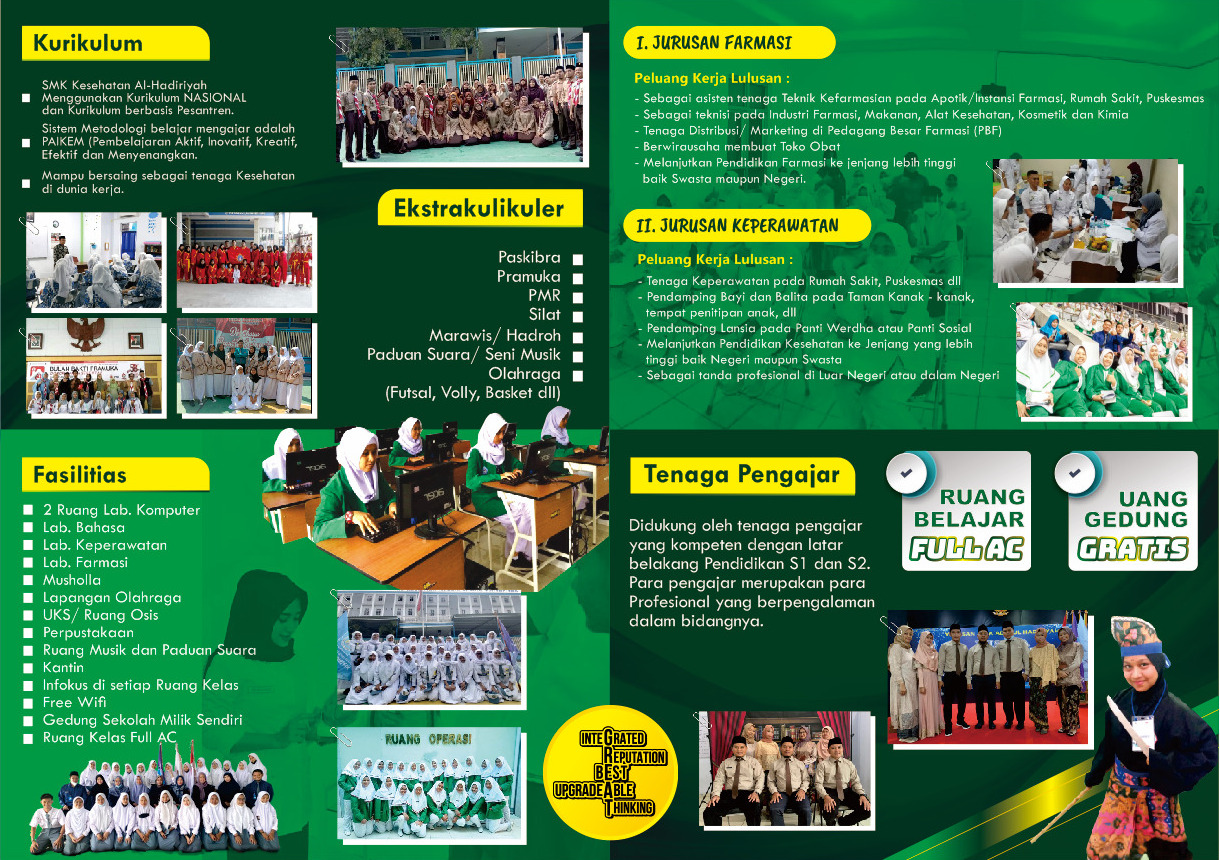 Kurikulum
SMK Kesehatan Al-Hadiriyah
Menggunakan Kurikulum NASIONAL
dan Kurikulum berbasis Pesantren.
Sistem Metodologi belajar mengajar adalah
PAIKEM (Pembelajaran Aktif, Inovatif, Kreatif,
Efektif dan Menyenangkan.
Mampu bersaing sebagai tenaga Kesehatan
di dunia kerja.
BULAN BAKTI PRAMUKA
Ekstrakulikuler
Paskibra
Pramuka
PMR
Silat
Marawis/ Hadroh
Paduan Suara/ Seni Musik
Olahraga
(Futsal, Volly, Basket dll)
I. JURUSAN FARMASI
Peluang Kerja Lulusan :
- Sebagai asisten tenaga Teknik Kefarmasian pada Apotik/Instansi Farmasi, Rumah Sakit, Puskesmas
- Sebagai teknisi pada Industri Farmasi, Makanan, Alat Kesehatan, Kosmetik dan Kimia
- Tenaga Distribusi/ Marketing di Pedagang Besar Farmasi (PBF)
- Berwirausaha membuat Toko Obat
- Melanjutkan Pendidikan Farmasi ke jenjang lebih tinggi
baik Swasta maupun Negeri.
II. JURUSAN KEPERAWATAN
Peluang Kerja Lulusan :
- Tenaga Keperawatan pada Rumah Sakit, Puskesmas dll
- Pendamping Bayi dan Balita pada Taman Kanak - kanak,
tempat penitipan anak, dll
- Pendamping Lansia pada Panti Werdha atau Panti Sosial
- Melanjutkan Pendidikan Kesehatan ke Jenjang yang lebih
tinggi baik Negeri maupun Swasta
- Sebagai tanda profesional di Luar Negeri atau dalam Negeri
Fasilitias
2 Ruang Lab. Komputer
Lab. Bahasa
Lab. Keperawatan
Lab. Farmasi
Musholla
Lapangan Olahraga
UKS/ Ruang Osis
Perpustakaan
Ruang Musik dan Paduan Suara
Kantin
Infokus di setiap Ruang Kelas
Free Wifi
Gedung Sekolah Milik Sendiri
Ruang Kelas Full AC
RUANG OPERASI
INTEGRATED
REPUTATION
BEST
UPGRADEABLE
THINKING
Tenaga Pengajar
Didukung oleh tenaga pengajar
yang kompeten dengan latar
belakang Pendidikan S1 dan S2.
Para pengajar merupakan para
Profesional yang berpengalaman
dalam bidangnya.
RUANG
BELAJAR
FULL AC
UANG
GEDUNG
GRATIS